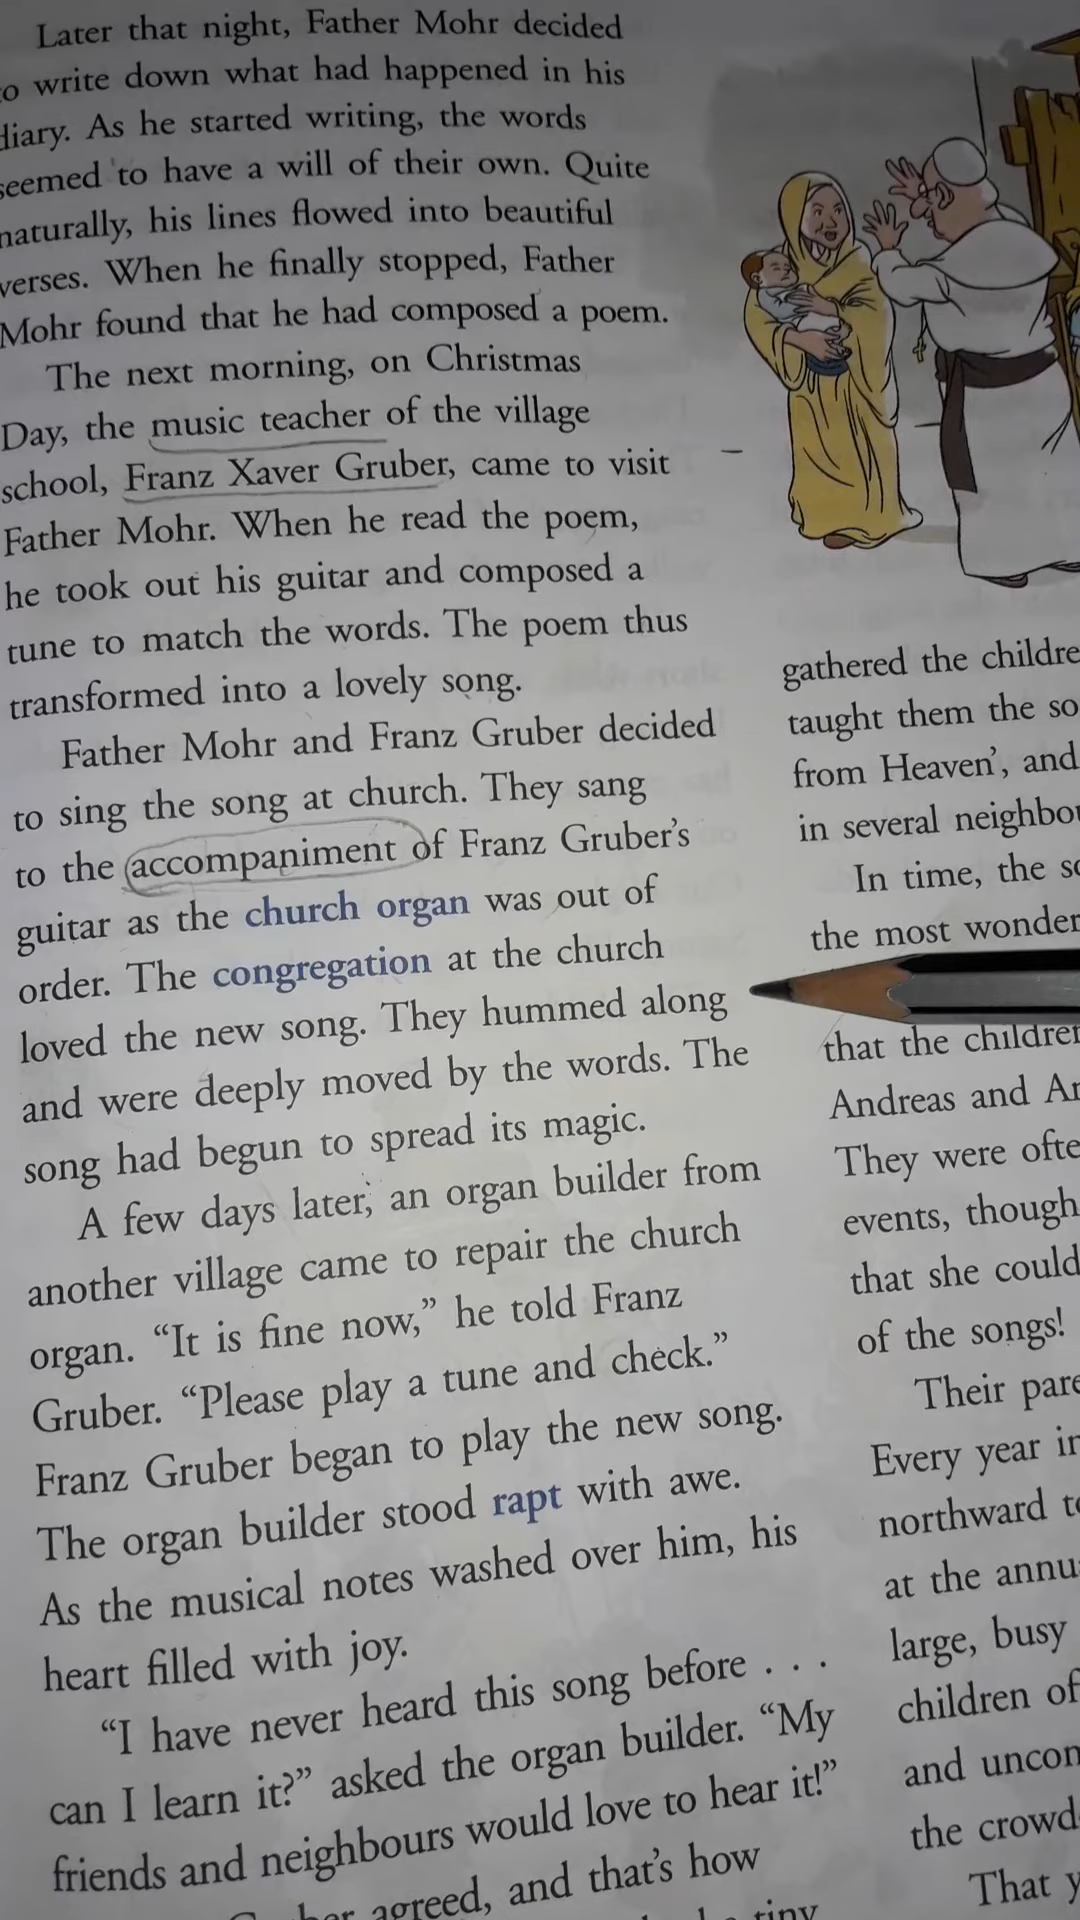 Later that night, Father Mohr decided
to write down what had happened in his
diary. As he started writing, the words
seemed to have a will of their own. Quite
naturally, his lines flowed into beautiful
verses. When he finally stopped, Father
Mohr found that he had composed a poem.
The next morning, on Christmas
Day, the music teacher of the village
school, Franz Xaver Gruber, came to visit
Father Mohr. When he read the poem,
he took out his guitar and composed a
tune to match the words. The poem thus
transformed into a lovely song.
Father Mohr and Franz Gruber decided
to sing the song at church. They sang
to the accompaniment of Franz Gruber's
guitar as the church organ was out of
order. The congregation at the church
loved the new song. They hummed along
and were deeply moved by the words. The
song had begun to spread its magic.
A few days later, an organ builder from
another village came to repair the church
organ. “It is fine now,” he told Franz
Gruber. “Please play a tune and check.”
Franz Gruber began to play the new song.
The organ builder stood rapt with awe.
As the musical notes washed over him, his
heart filled with joy.
“I have never heard this song before . . .
can I learn it?” asked the organ builder. “My
friends and neighbours would love to hear it!”
agreed, and that's how
tiny
gathered the childre
taught them the so
from Heaven’, and
in several neighbou
In time, the so
the most wonder
that the children
Andreas and An
They were ofte
events, though
that she could
of the songs!
Their pare
Every year in
northward to
at the annu
large, busy
children of
and uncon
the crowd
That y